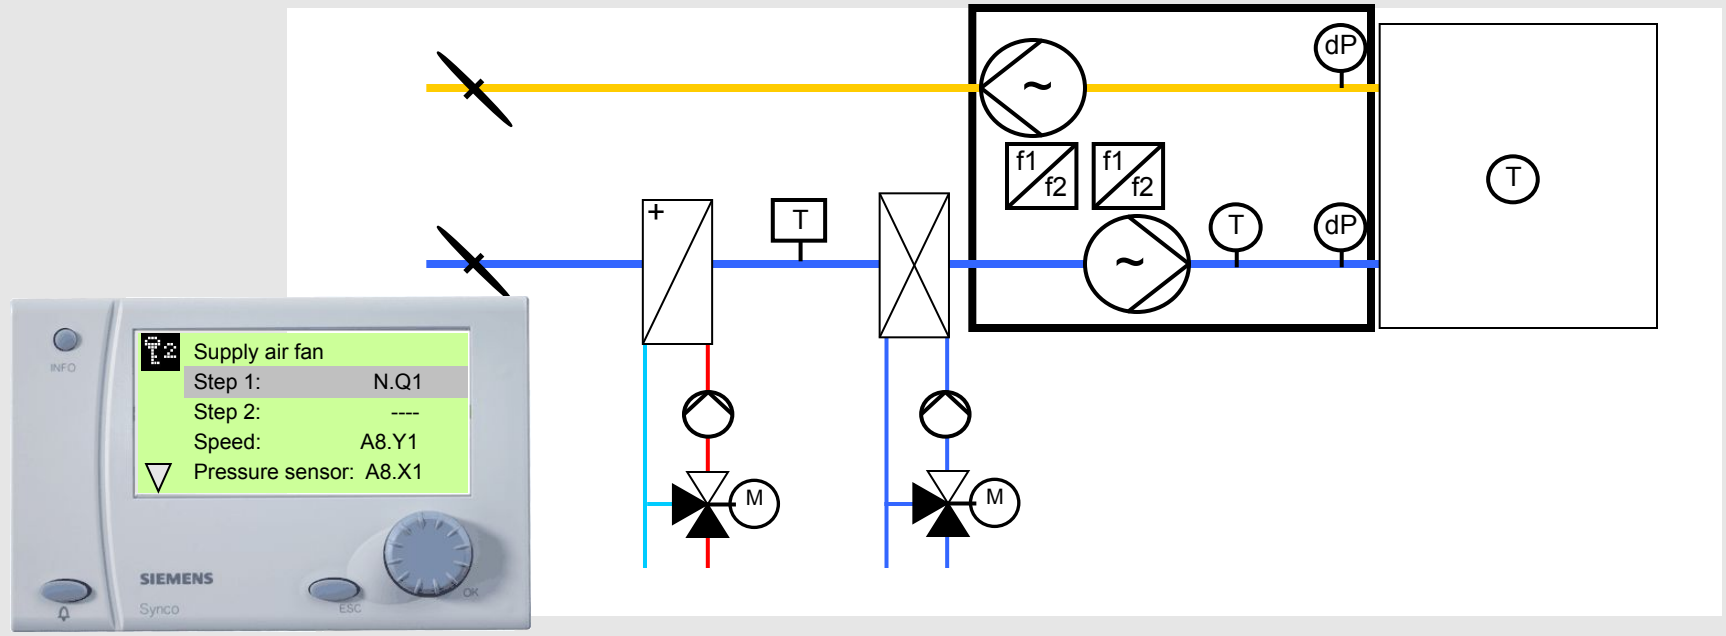 dP
~
f1
f2
f1
f2
T
+
T
T
dP
~
INFO
2
Supply air fan
Step 1: N.Q1
Step 2: ----
Speed: A8.Y1
Pressure sensor: A8.X1
M
M
SIEMENS
Synco
ESC
OK